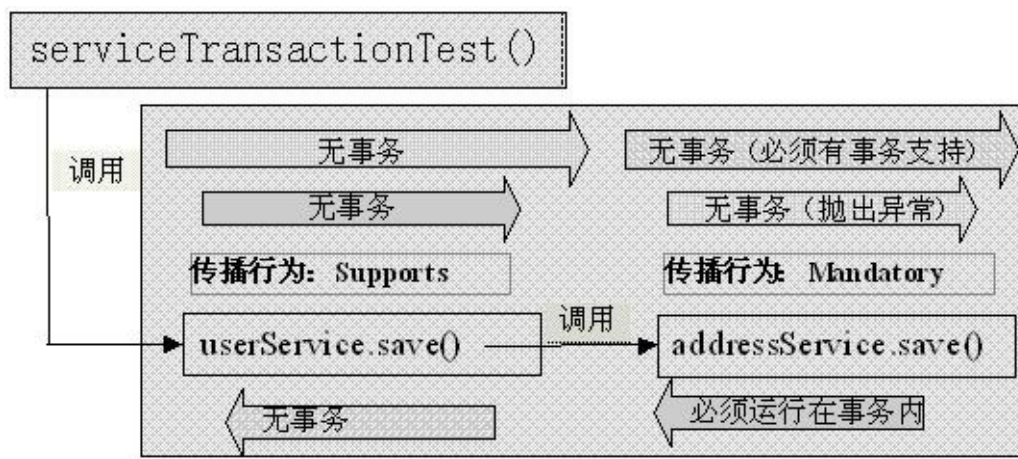 serviceTransactionTest()
调用
无事务
无事务（必须有事务支持）
无事务
无事务（抛出异常）
传播行为：Supports
传播行为：Mandatory
调用
userService.save()
addressService.save()
无事务
必须运行在事务内